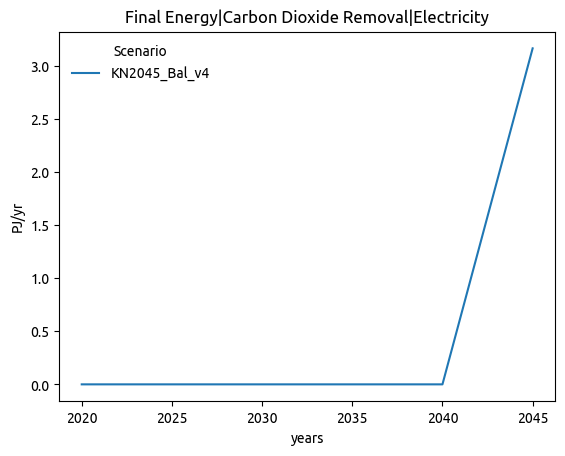 Final Energy|Carbon Dioxide Removal|Electricity
Scenario
KN2045_Bal_v4
3.0
2.5
2.0
1.5
1.0
0.5
0.0
PJ/yr
2020 2025 2030 2035 2040 2045
years